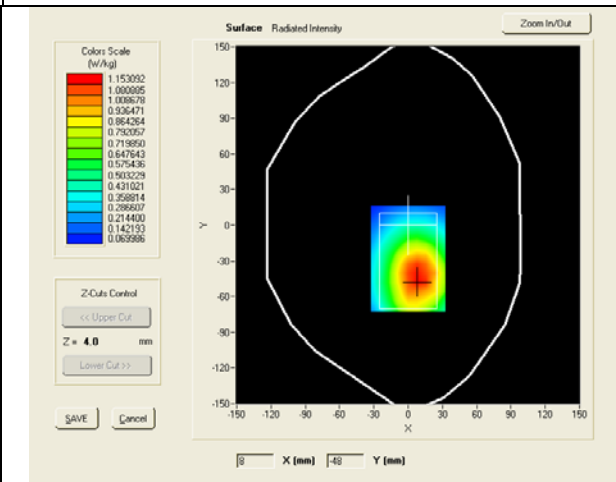 Surface Radiated Intensity
Zoom In/Out
Colors Scale
(W/kg)
1.153092
1.080885
1.008678
0.936471
0.864264
0.792057
0.719850
0.647643
0.575436
0.503229
0.431021
0.358814
0.286607
0.214400
0.142193
0.069986
150
120
90
60
30
0
-30
-60
-90
-120
-150
Y
-150 -120 -90 -60 -30 0 30 60 90 120 150
X
Z-Cuts Control
<< Upper Cut
Z = 4.0 mm
Lower Cut >>
SAVE Cancel
8 X (mm) -48 Y (mm)